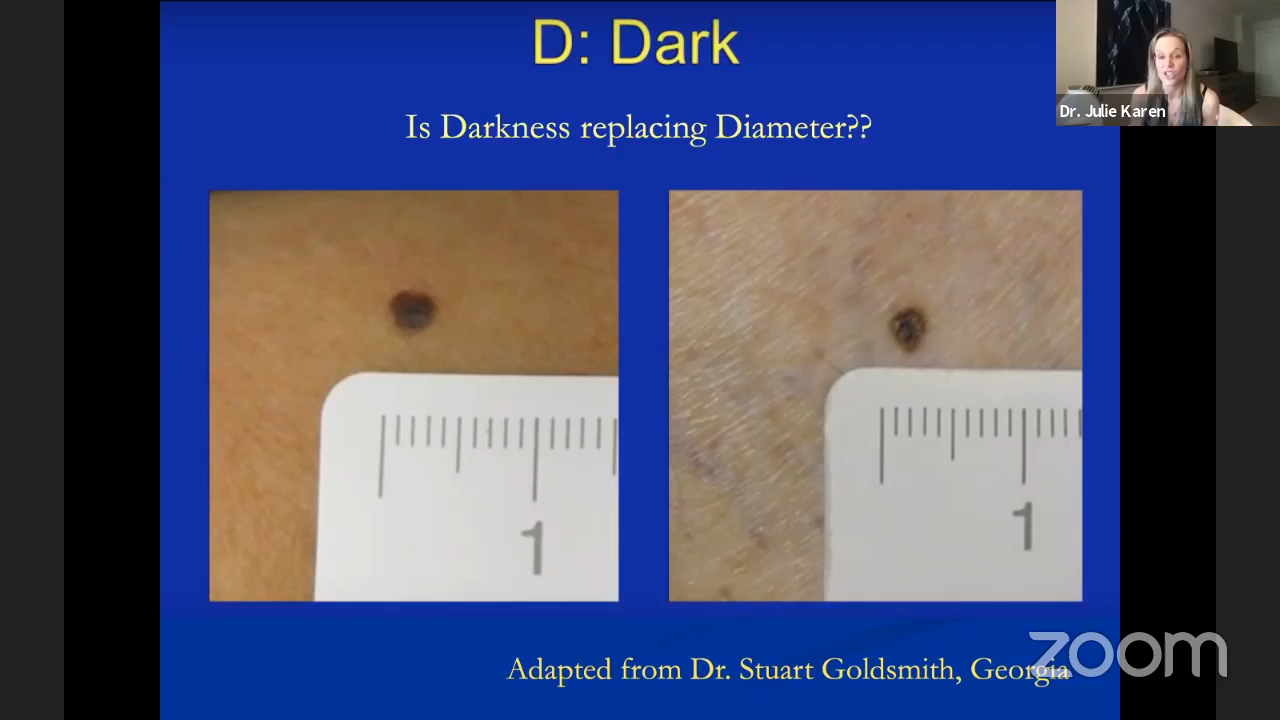 D: Dark
Dr. Julie Karen
Is Darkness replacing Diameter??
1
1
Adapted from Dr. Stuart Goldsmith, Georgia
zoom